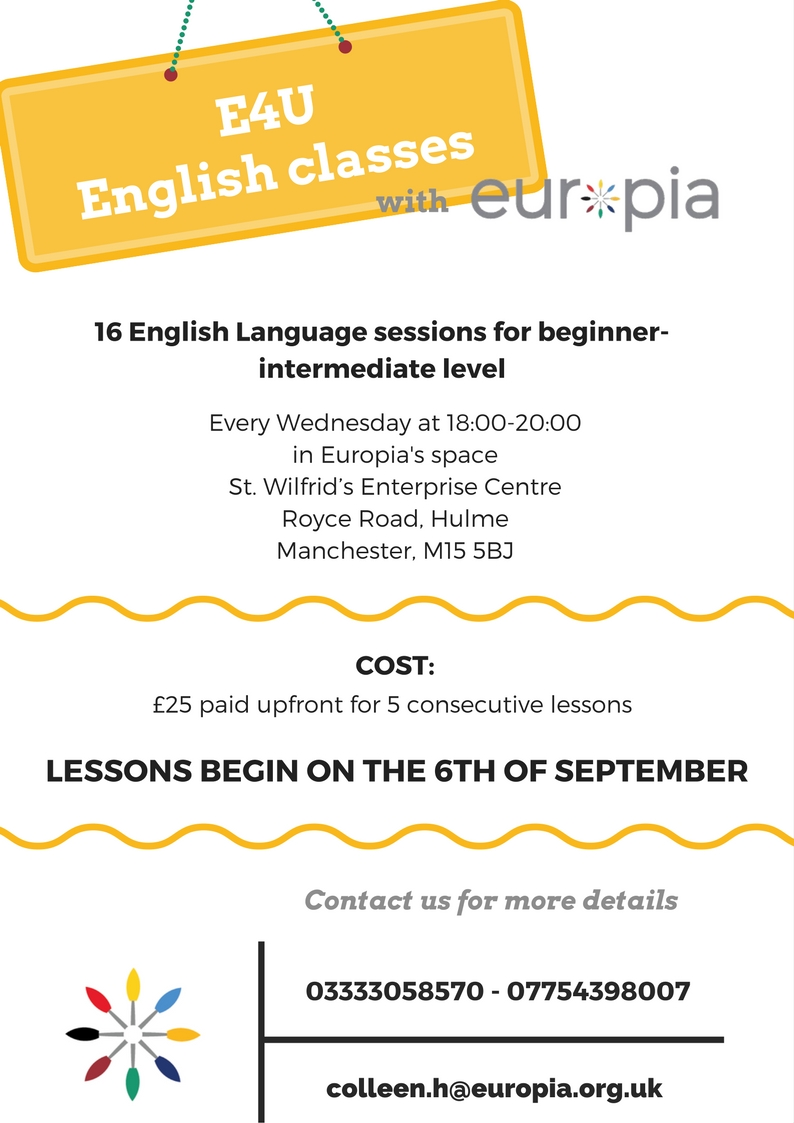 E4U
English classes
with europia
16 English Language sessions for beginner-
intermediate level
Every Wednesday at 18:00-20:00
in Europia's space
St. Wilfrid’s Enterprise Centre
Royce Road, Hulme
Manchester, M15 5BJ
COST:
£25 paid upfront for 5 consecutive lessons
LESSONS BEGIN ON THE 6TH OF SEPTEMBER
Contact us for more details
03333058570 - 07754398007
colleen.h@europia.org.uk